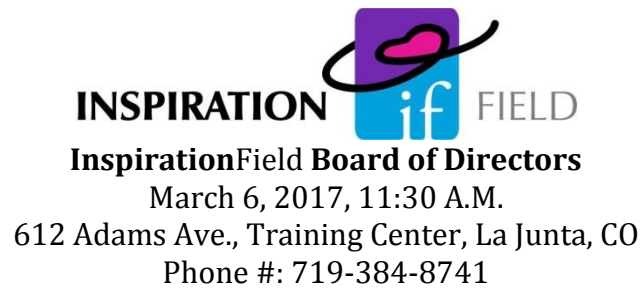 INSPIRATION if FIELD
InspirationField Board of Directors
March 6, 2017, 11:30 A.M.
612 Adams Ave., Training Center, La Junta, CO
Phone #: 719-384-8741